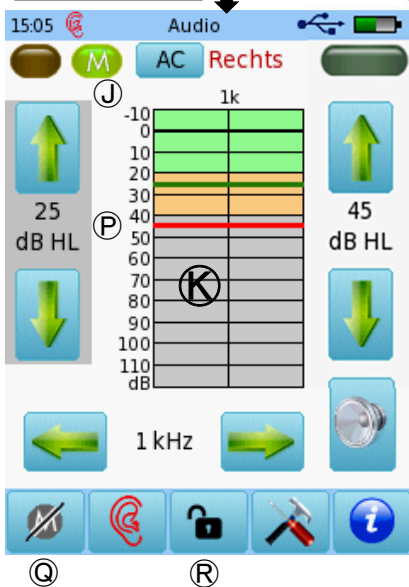 15:05 Audio
M AC Rechts
J
1k
-10
0
10
20
25 30 45
dB HL P 40 dB HL
50
60
70 K
80
90
100
110
dB
1 kHz
M i
Q R